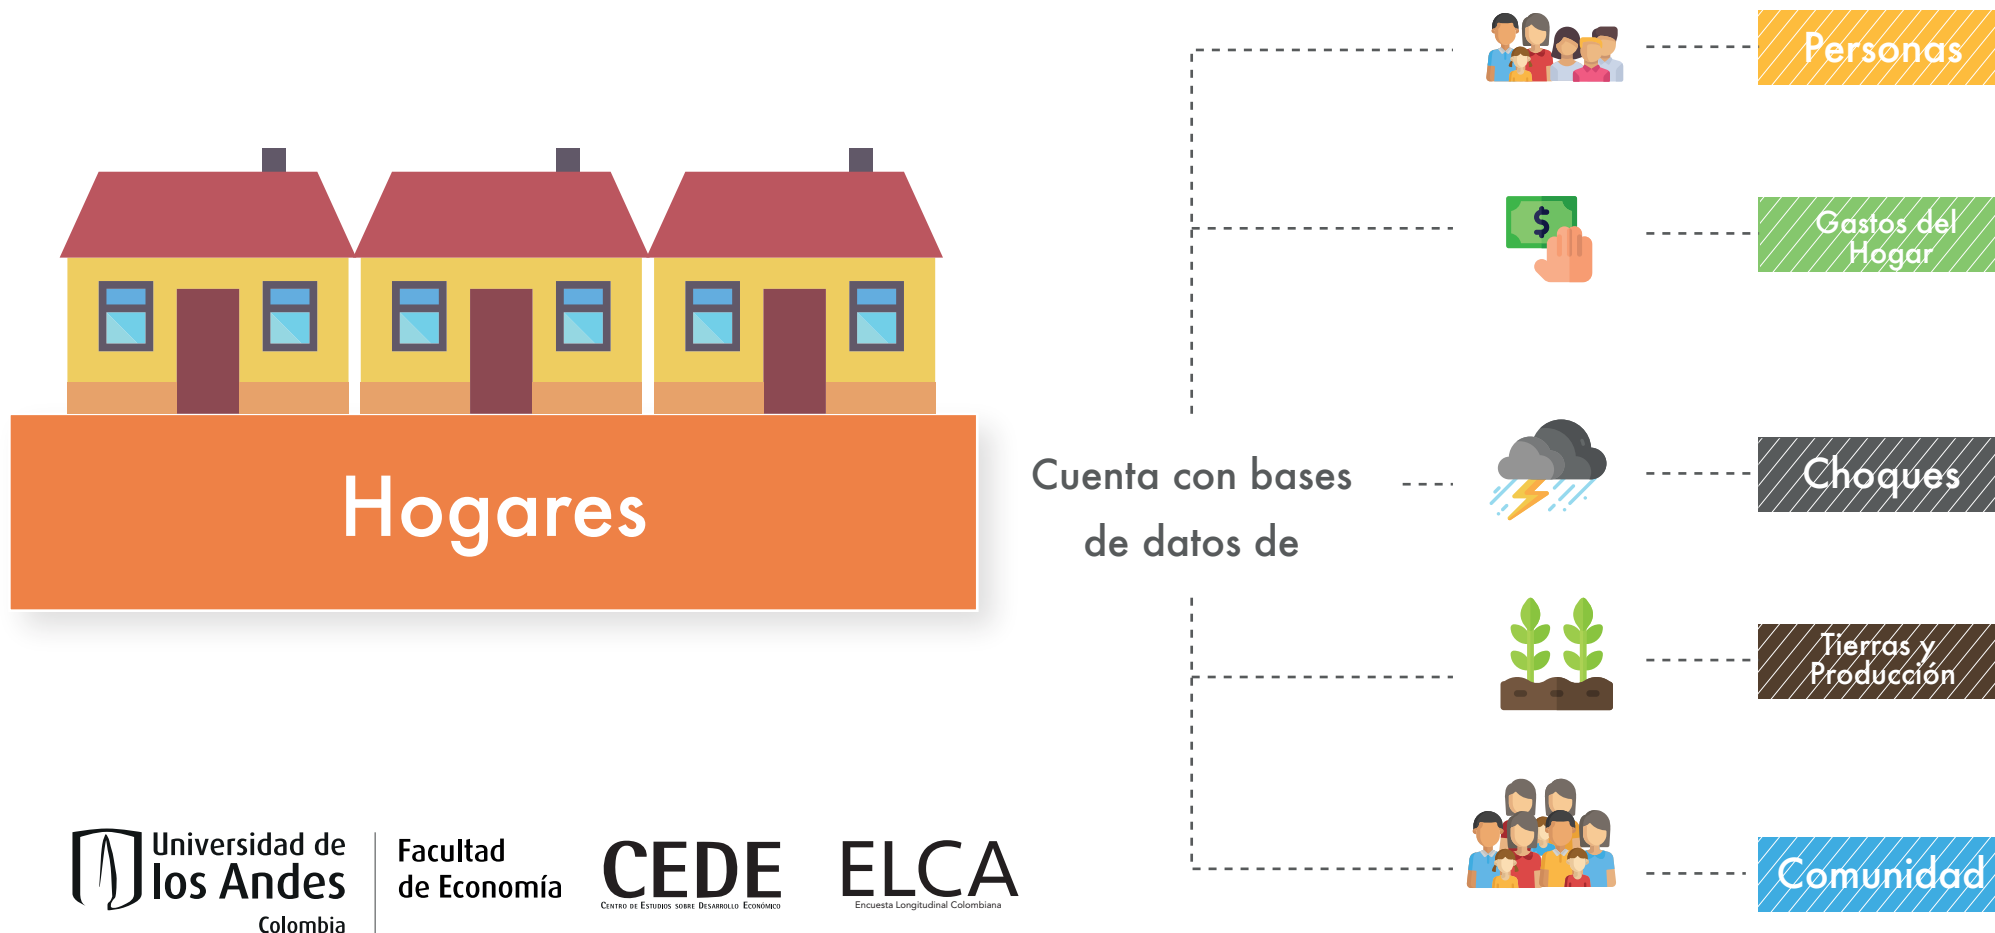 Hogares
Cuenta con bases
de datos de
Personas
Gastos del
Hogar
$
Choques
Tierras y
Producción
Comunidad
Universidad de
los Andes
Colombia
Facultad
de Economía
CEDE
Centro de Estudios sobre Desarrollo Económico
ELCA
Encuesta Longitudinal Colombiana